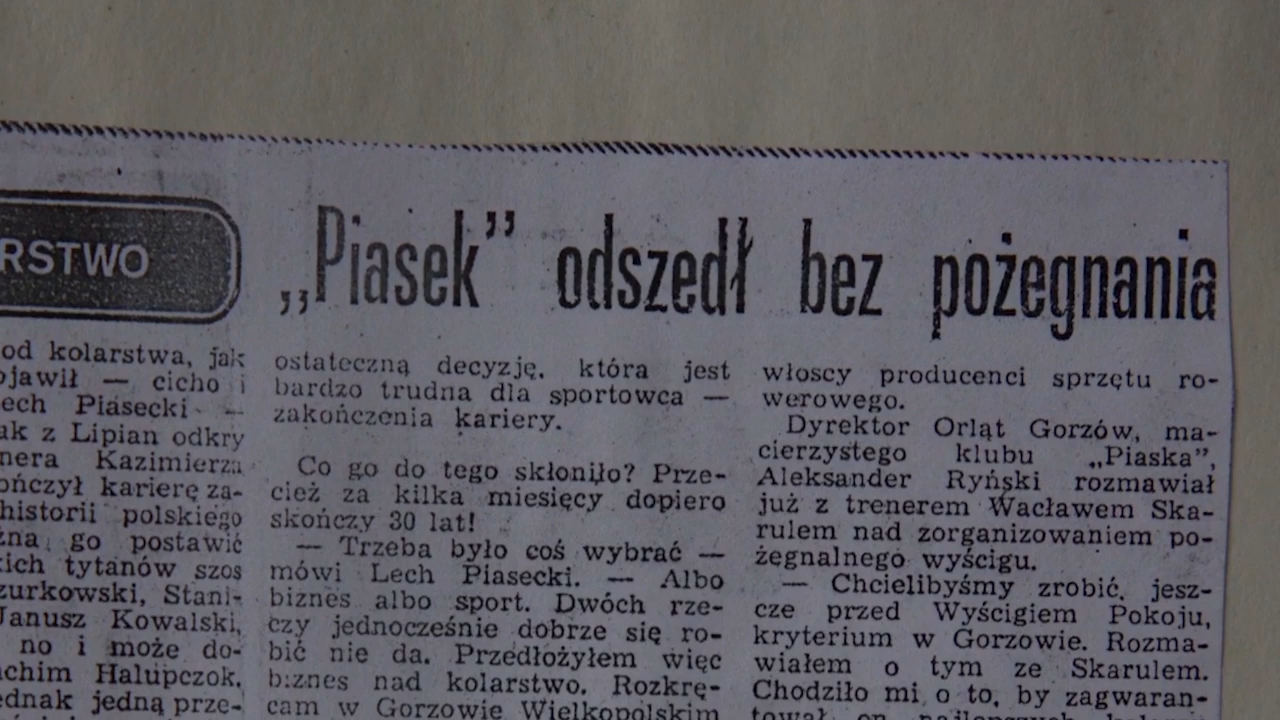 RSTWO
„Piasek” odszedł bez pożegnania
od kolarstwa, jak
ojawił — cicho i
ech Piasecki —
ak z Lipian odkry
nera Kazimierza
ończył karierę za-
historii polskiego
żna go postawić
kich tytanów szos
zurkowski, Stani-
Janusz Kowalski,
no i może do-
achim Halupczok.
ednak jedną prze-
ostateczną decyzję, która jest
bardzo trudna dla sportowca —
zakończenia kariery.
Co go do tego skłoniło? Prze-
cież za kilka miesięcy dopiero
skończy 30 lat!
— Trzeba było coś wybrać —
mówi Lech Piasecki. — Albo
biznes albo sport. Dwóch rze-
czy jednocześnie dobrze się ro-
bić nie da. Przedłożyłem więc
biznes nad kolarstwo. Rozkrę-
cam w Gorzowie Wielkopolskim
włoscy producenci sprzętu ro-
werowego.
Dyrektor Orląt Gorzów, ma-
cierzystego klubu „Piaska”,
Aleksander Ryński rozmawiał
już z trenerem Wacławem Ska-
rulem nad zorganizowaniem po-
żegnalnego wyścigu.
— Chcielibyśmy zrobić, jesz-
cze przed Wyścigiem Pokoju,
kryterium w Gorzowie. Rozma-
wiałem o tym ze Skarulem.
Chodziło mi o to, by zagwaran-
tował on najlepszych